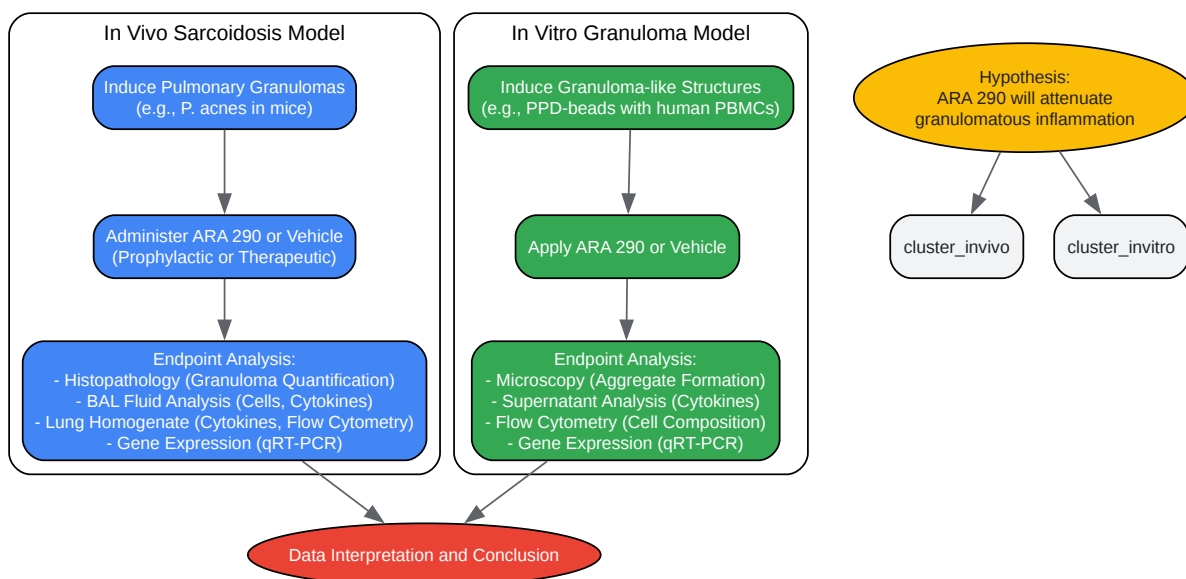 In Vivo Sarcoidosis Model
Induce Pulmonary Granulomas
(e.g., P. acnes in mice)
Administer ARA 290 or Vehicle
(Prophylactic or Therapeutic)
Endpoint Analysis:
- Histopathology (Granuloma Quantification)
- BAL Fluid Analysis (Cells, Cytokines)
- Lung Homogenate (Cytokines, Flow Cytometry)
- Gene Expression (qRT-PCR)
In Vitro Granuloma Model
Induce Granuloma-like Structures
(e.g., PPD-beads with human PBMCs)
Apply ARA 290 or Vehicle
Endpoint Analysis:
- Microscopy (Aggregate Formation)
- Supernatant Analysis (Cytokines)
- Flow Cytometry (Cell Composition)
- Gene Expression (qRT-PCR)
Hypothesis:
ARA 290 will attenuate
granulomatous inflammation
cluster_invivo
cluster_invitro
Data Interpretation and Conclusion